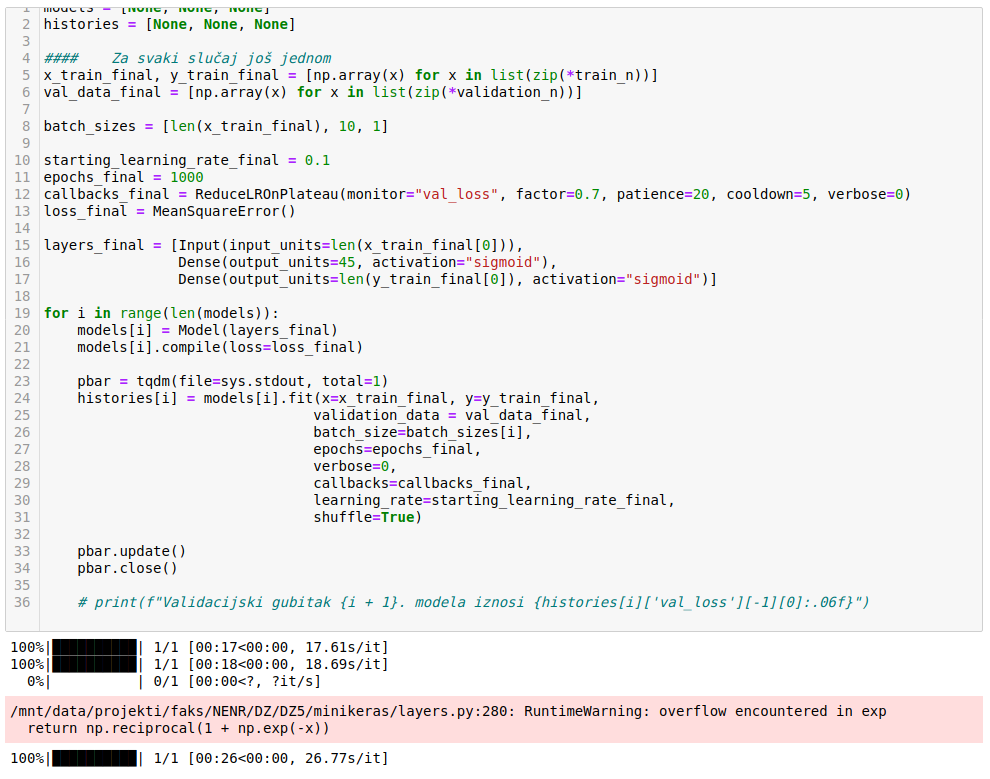 1 models = [None, None, None]
2 histories = [None, None, None]
3
4 ####    Za svaki slučaj još jednom
5 x_train_final, y_train_final = [np.array(x) for x in list(zip(*train_n))]
6 val_data_final = [np.array(x) for x in list(zip(*validation_n))]
7
8 batch_sizes = [len(x_train_final), 10, 1]
9
10 starting_learning_rate_final = 0.1
11 epochs_final = 1000
12 callbacks_final = ReduceLROnPlateau(monitor="val_loss", factor=0.7, patience=20, cooldown=5, verbose=0)
13 loss_final = MeanSquareError()
14
15 layers_final = [Input(input_units=len(x_train_final[0])),
16                 Dense(output_units=45, activation="sigmoid"),
17                 Dense(output_units=len(y_train_final[0]), activation="sigmoid")]
18
19 for i in range(len(models)):
20     models[i] = Model(layers_final)
21     models[i].compile(loss=loss_final)
22
23     pbar = tqdm(file=sys.stdout, total=1)
24     histories[i] = models[i].fit(x=x_train_final, y=y_train_final,
25                                 validation_data = val_data_final,
26                                 batch_size=batch_sizes[i],
27                                 epochs=epochs_final,
28                                 verbose=0,
29                                 callbacks=callbacks_final,
30                                 learning_rate=starting_learning_rate_final,
31                                 shuffle=True)
32
33     pbar.update()
34     pbar.close()
35
36     # print(f"Validacijski gubitak {i + 1}. modela iznosi {histories[i]['val_loss'][-1][0]:.06f}")
100%|██████████| 1/1 [00:17<00:00, 17.61s/it]
100%|██████████| 1/1 [00:18<00:00, 18.69s/it]
  0%|          | 0/1 [00:00<?, ?it/s]
/mnt/data/projekti/faks/NENR/DZ/DZ5/minikeras/layers.py:280: RuntimeWarning: overflow encountered in exp
  return np.reciprocal(1 + np.exp(-x))
100%|██████████| 1/1 [00:26<00:00, 26.77s/it]